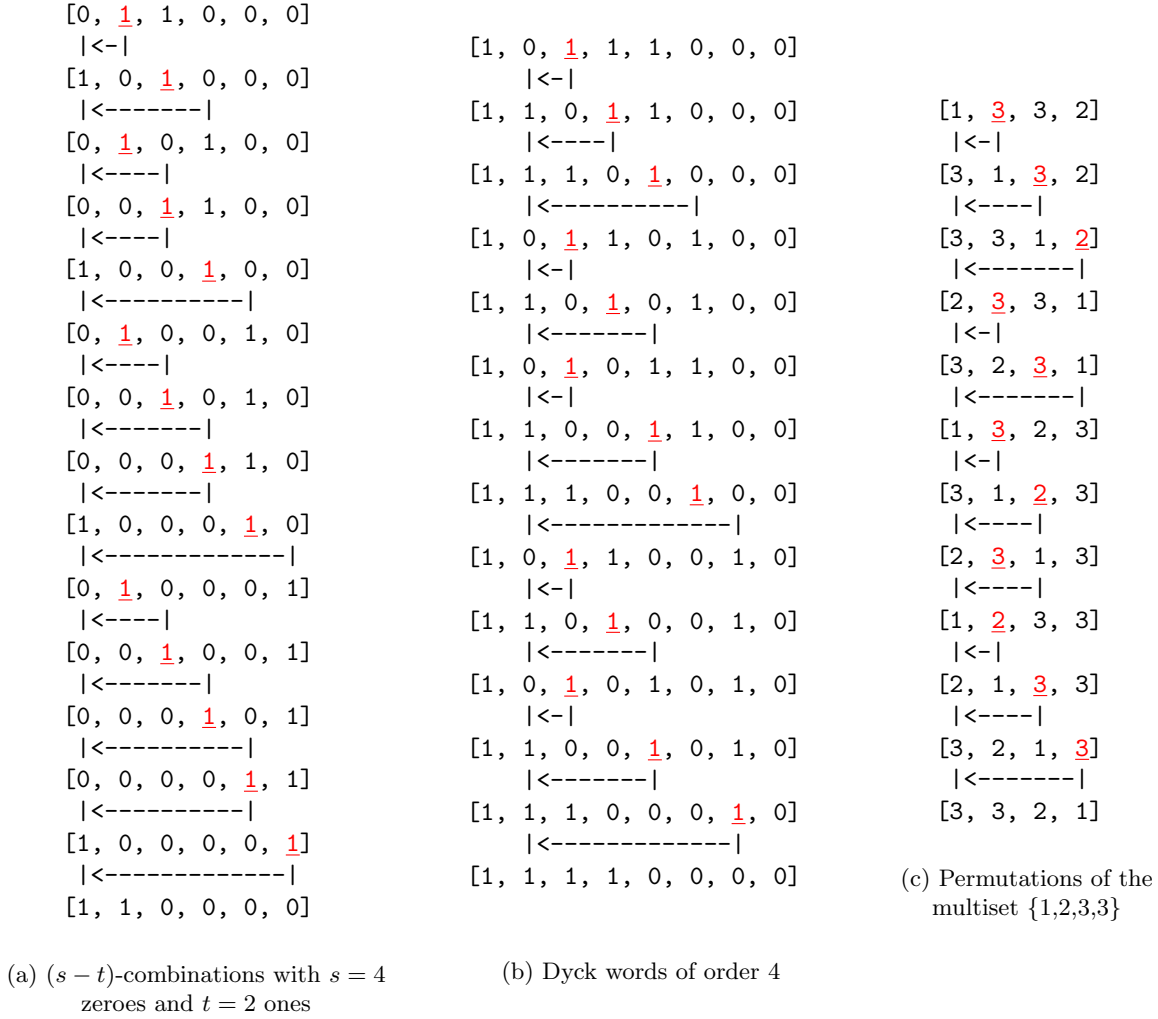 [0, 1, 1, 0, 0, 0]
|<-|
[1, 0, 1, 0, 0, 0]
|<-------|
[0, 1, 0, 1, 0, 0]
|<----|
[0, 0, 1, 1, 0, 0]
|<----|
[1, 0, 0, 1, 0, 0]
|<----------|
[0, 1, 0, 0, 1, 0]
|<----|
[0, 0, 1, 0, 1, 0]
|<-------|
[0, 0, 0, 1, 1, 0]
|<-------|
[1, 0, 0, 0, 1, 0]
|<-------------|
[0, 1, 0, 0, 0, 1]
|<----|
[0, 0, 1, 0, 0, 1]
|<-------|
[0, 0, 0, 1, 0, 1]
|<----------|
[0, 0, 0, 0, 1, 1]
|<----------|
[1, 0, 0, 0, 0, 1]
|<-------------|
[1, 1, 0, 0, 0, 0]
(a) (s − t)-combinations with s = 4
zeroes and t = 2 ones
[1, 0, 1, 1, 1, 0, 0, 0]
|<-|
[1, 1, 0, 1, 1, 0, 0, 0]
|<----|
[1, 1, 1, 0, 1, 0, 0, 0]
|<----------|
[1, 0, 1, 1, 0, 1, 0, 0]
|<-|
[1, 1, 0, 1, 0, 1, 0, 0]
|<-------|
[1, 0, 1, 0, 1, 1, 0, 0]
|<-|
[1, 1, 0, 0, 1, 1, 0, 0]
|<-------|
[1, 1, 1, 0, 0, 1, 0, 0]
|<-------------|
[1, 0, 1, 1, 0, 0, 1, 0]
|<-|
[1, 1, 0, 1, 0, 0, 1, 0]
|<-------|
[1, 0, 1, 0, 1, 0, 1, 0]
|<-|
[1, 1, 0, 0, 1, 0, 1, 0]
|<-------|
[1, 1, 1, 0, 0, 0, 1, 0]
|<-------------|
[1, 1, 1, 1, 0, 0, 0, 0]
(b) Dyck words of order 4
[1, 3, 3, 2]
|<-|
[3, 1, 3, 2]
|<----|
[3, 3, 1, 2]
|<-------|
[2, 3, 3, 1]
|<-|
[3, 2, 3, 1]
|<-------|
[1, 3, 2, 3]
|<-|
[3, 1, 2, 3]
|<----|
[2, 3, 1, 3]
|<----|
[1, 2, 3, 3]
|<-|
[2, 1, 3, 3]
|<----|
[3, 2, 1, 3]
|<-------|
[3, 3, 2, 1]
(c) Permutations of the
multiset {1,2,3,3}